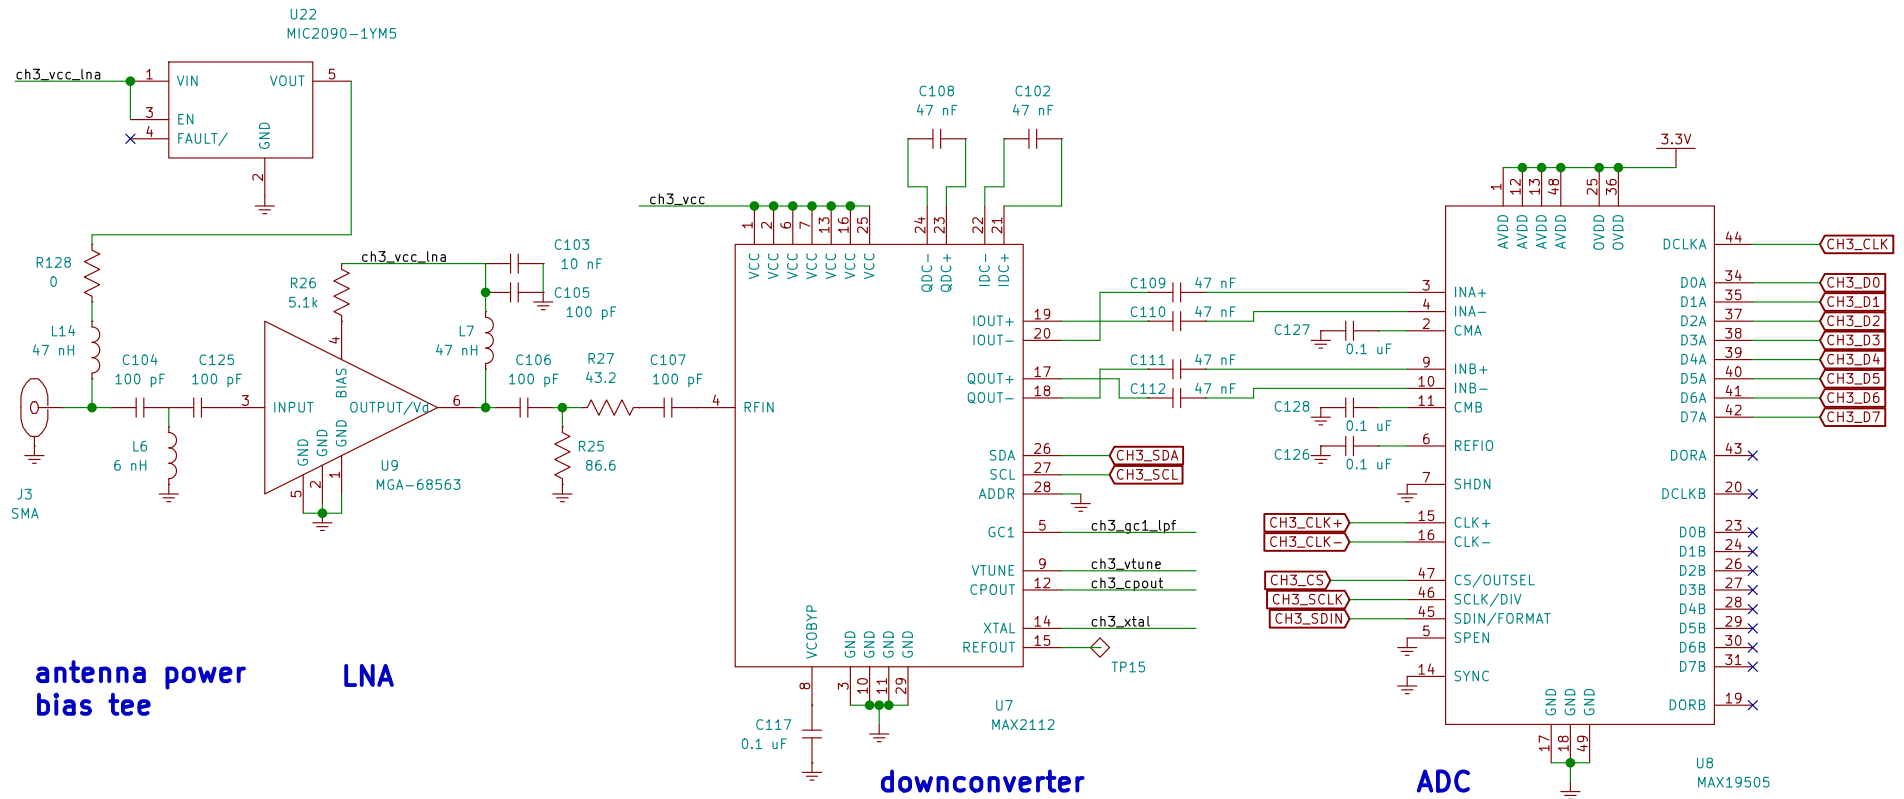 U22
MIC2090-1YM5
ch3_vcc_lna
1
VIN
VOUT
5
3
EN
4
FAULT/
GND
2
R128
0
L14
47 nH
C104
100 pF
C125
100 pF
L6
6 nH
J3
SMA
ch3_vcc_lna
R26
5.1k
4
BIAS
3
INPUT
OUTPUT/Vd
6
GND
GND
GND
5
2
1
U9
MGA-68563
C103
10 nF
C105
100 pF
L7
47 nH
C106
100 pF
R27
43.2
C107
100 pF
R25
86.6
antenna power
bias tee
LNA
ch3_vcc
1
2
6
7
13
16
25
VCC
VCC
VCC
VCC
VCC
VCC
VCC
C108
47 nF
C102
47 nF
24
23
22
21
QDC-
QDC+
IDC-
IDC+
4
RFIN
IOUT+
19
IOUT-
20
QOUT+
17
QOUT-
18
SDA
26
CH3_SDA
SCL
27
CH3_SCL
ADDR
28
GC1
5
ch3_gc1_lpf
VTUNE
9
ch3_vtune
CPOUT
12
ch3_cpout
XTAL
14
ch3_xtal
REFOUT
15
TP15
VCOBYP
GND
GND
GND
GND
8
3
10
11
29
C117
0.1 uF
U7
MAX2112
downconverter
C109
47 nF
C110
47 nF
C111
47 nF
C112
47 nF
C127
0.1 uF
C128
0.1 uF
C126
0.1 uF
3.3V
1
12
13
48
25
36
AVDD
AVDD
AVDD
AVDD
OVDD
OVDD
3
INA+
4
INA-
2
CMA
9
INB+
10
INB-
11
CMB
6
REFIO
7
SHDN
CH3_CLK+
15
CLK+
CH3_CLK-
16
CLK-
CH3_CS
47
CS/OUTSEL
CH3_SCLK
46
SCLK/DIV
CH3_SDIN
45
SDIN/FORMAT
5
SPEN
14
SYNC
DCLKA
44
CH3_CLK
D0A
34
CH3_D0
D1A
35
CH3_D1
D2A
37
CH3_D2
D3A
38
CH3_D3
D4A
39
CH3_D4
D5A
40
CH3_D5
D6A
41
CH3_D6
D7A
42
CH3_D7
DORA
43
DCLKB
20
D0B
23
D1B
24
D2B
26
D3B
27
D4B
28
D5B
29
D6B
30
D7B
31
DORB
19
GND
GND
GND
17
18
49
U8
MAX19505
ADC